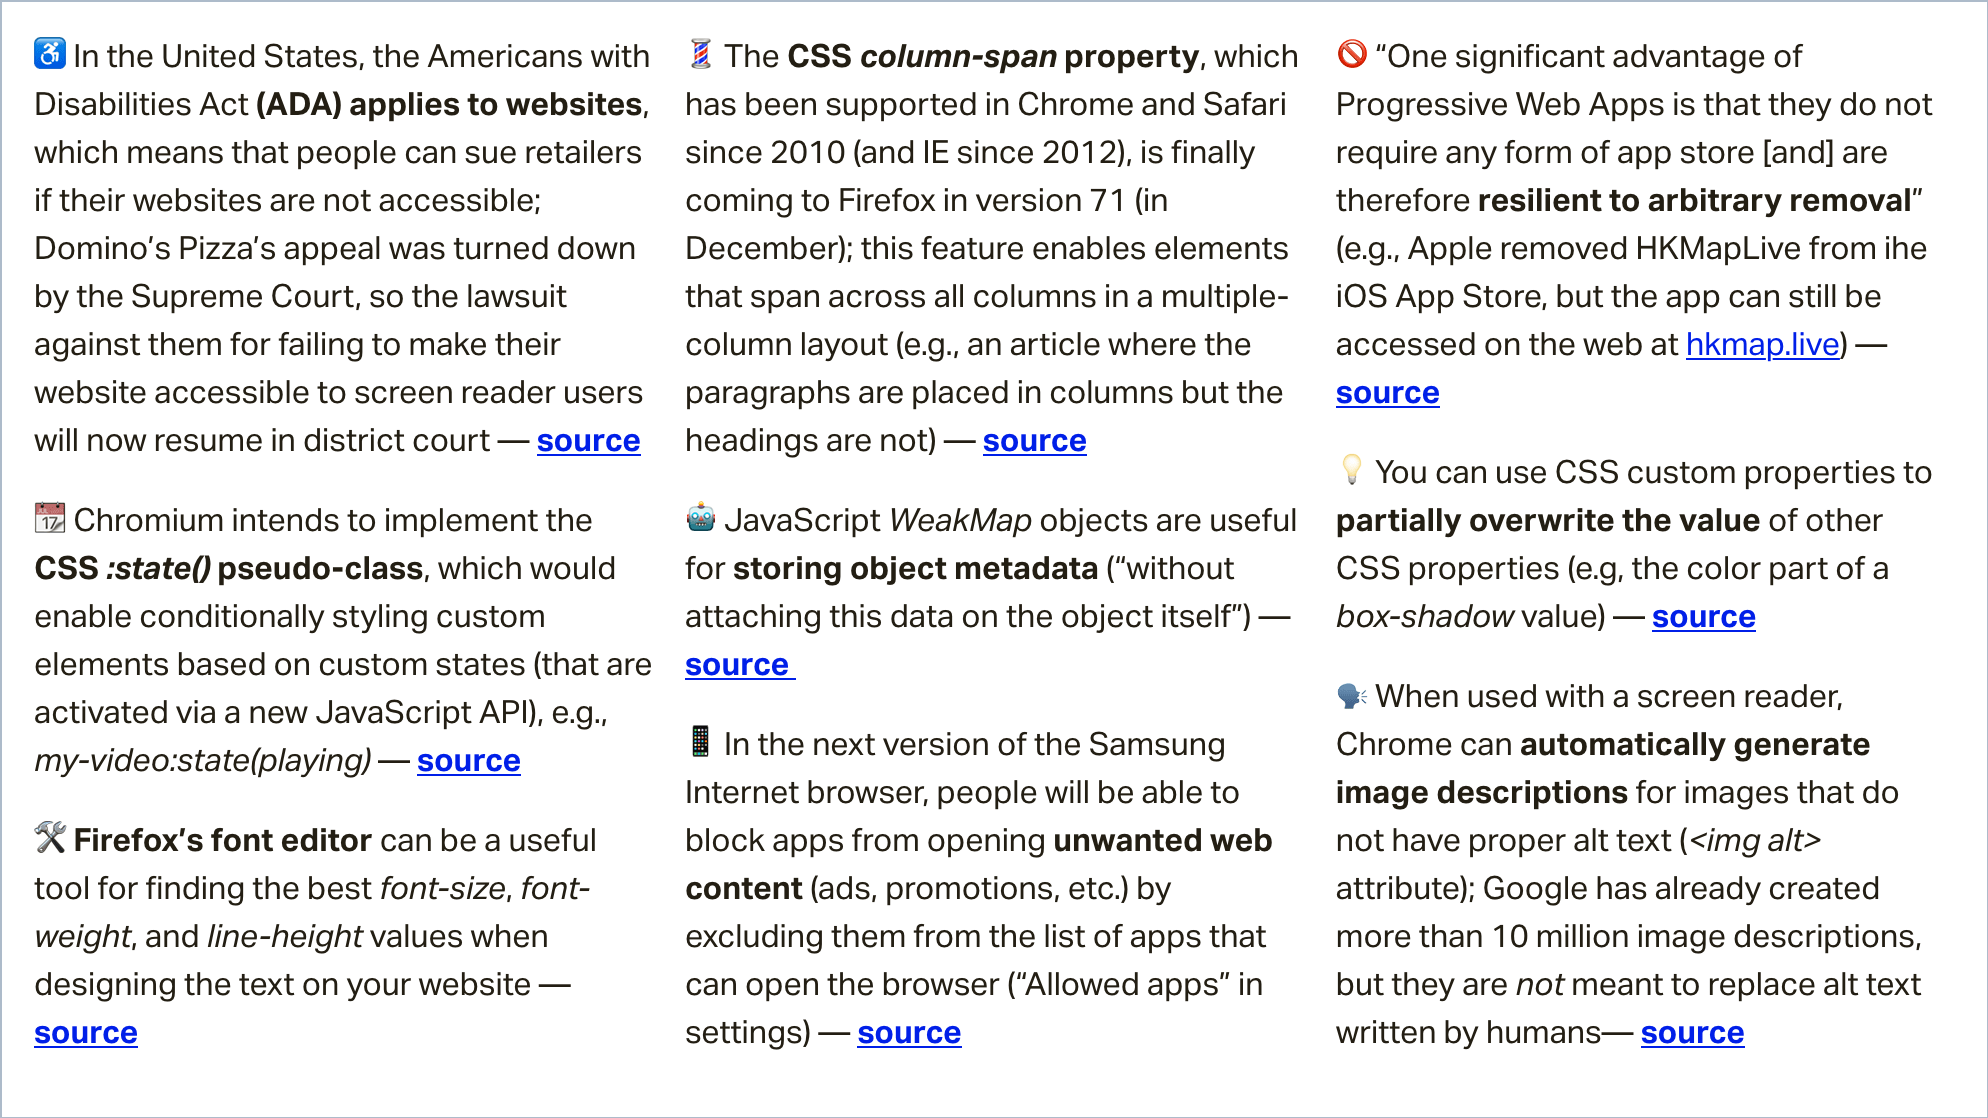 ♿ In the United States, the Americans with
Disabilities Act (ADA) applies to websites,
which means that people can sue retailers
if their websites are not accessible;
Domino’s Pizza’s appeal was turned down
by the Supreme Court, so the lawsuit
against them for failing to make their
website accessible to screen reader users
will now resume in district court — source
📆 Chromium intends to implement the
CSS :state() pseudo-class, which would
enable conditionally styling custom
elements based on custom states (that are
activated via a new JavaScript API), e.g.,
my-video:state(playing) — source
🛠 Firefox’s font editor can be a useful
tool for finding the best font-size, font-
weight, and line-height values when
designing the text on your website —
source
💈 The CSS column-span property, which
has been supported in Chrome and Safari
since 2010 (and IE since 2012), is finally
coming to Firefox in version 71 (in
December); this feature enables elements
that span across all columns in a multiple-
column layout (e.g., an article where the
paragraphs are placed in columns but the
headings are not) — source
🤖 JavaScript WeakMap objects are useful
for storing object metadata (“without
attaching this data on the object itself”) —
source
📱 In the next version of the Samsung
Internet browser, people will be able to
block apps from opening unwanted web
content (ads, promotions, etc.) by
excluding them from the list of apps that
can open the browser (“Allowed apps” in
settings) — source
🚫 “One significant advantage of
Progressive Web Apps is that they do not
require any form of app store [and] are
therefore resilient to arbitrary removal”
(e.g., Apple removed HKMapLive from ihe
iOS App Store, but the app can still be
accessed on the web at hkmap.live) —
source
💡 You can use CSS custom properties to
partially overwrite the value of other
CSS properties (e.g, the color part of a
box-shadow value) — source
🗣 When used with a screen reader,
Chrome can automatically generate
image descriptions for images that do
not have proper alt text (<img alt>
attribute); Google has already created
more than 10 million image descriptions,
but they are not meant to replace alt text
written by humans— source